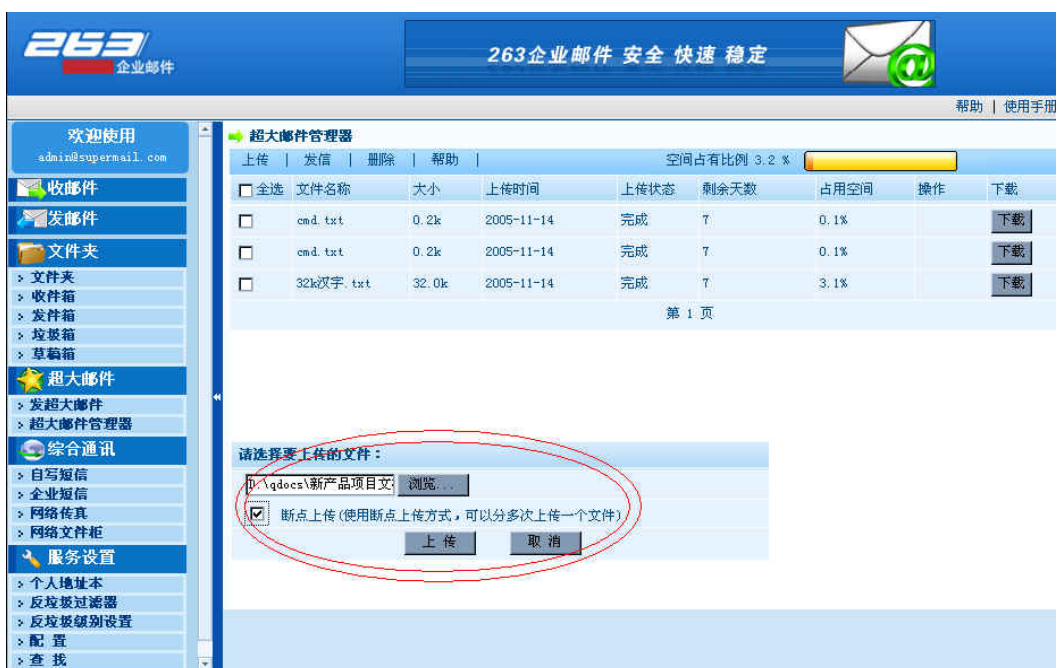 263
企业邮件
263企业邮件 安全 快速 稳定
帮助 | 使用手册
欢迎使用
admin@supermail.com
收邮件
发邮件
文件夹
文件夹
收件箱
发件箱
垃圾箱
草稿箱
超大邮件
发超大邮件
超大邮件管理器
综合通讯
自写短信
企业短信
网络传真
网络文件柜
服务设置
个人地址本
反垃圾过滤器
反垃圾级别设置
配 置
查 找
超大邮件管理器
上传 | 发信 | 删除 | 帮助 | 空间占有比例 3.2 %
全选 文件名称 大小 上传时间 上传状态 剩余天数 占用空间 操作 下载
cmd.txt 0.2k 2005-11-14 完成 7 0.1% 下载
cmd.txt 0.2k 2005-11-14 完成 7 0.1% 下载
32k汉字.txt 32.0k 2005-11-14 完成 7 3.1% 下载
第 1 页
请选择要上传的文件：
D:\qdocs\新产品项目文 浏览...
断点上传(使用断点上传方式，可以分多次上传一个文件)
上 传 取 消